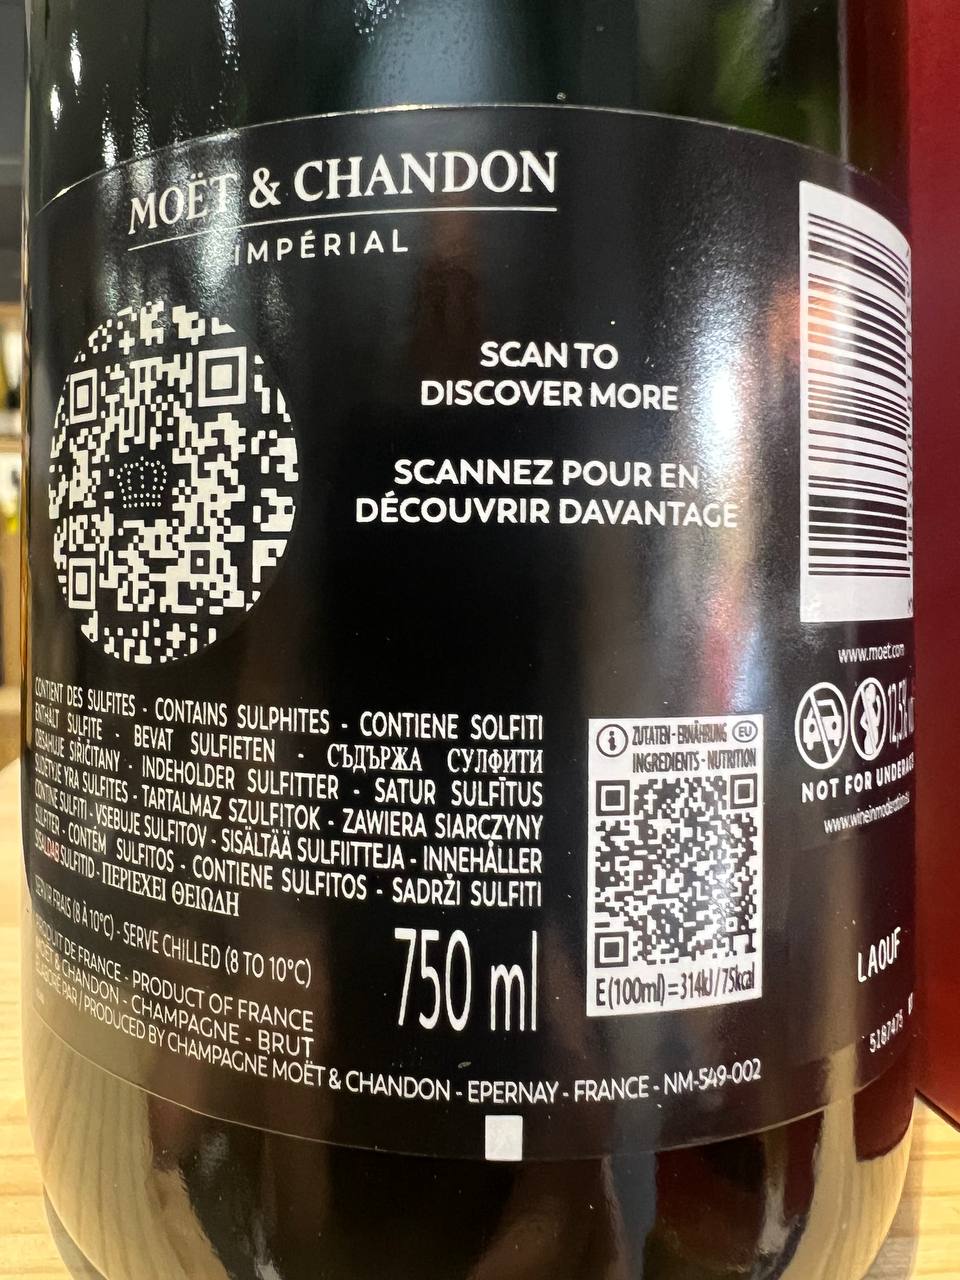 MOËT & CHANDON
IMPÉRIAL
SCAN TO
DISCOVER MORE
SCANNEZ POUR EN
DÉCOUVRIR DAVANTAGE
CONTIENT DES SULFITES - CONTAINS SULPHITES - CONTIENE SOLFITI
ENTHÄLT SULFITE - BEVAT SULFIETEN - СЪДЪРЖА СУЛФИТИ
OBSAHUJE SIŘIČITANY - INDEHOLDER SULFITTER - SATUR SULFĪTUS
SUDĖTYJE YRA SULFITES - TARTALMAZ SZULFITOK - ZAWIERA SIARCZYNY
CONTINE SULFITI - VSEBUJE SULFITOV - SISÄLTÄÄ SULFIITTEJA - INNEHÅLLER
SULFITER - CONTÉM SULFITOS - CONTIENE SULFITOS - SADRŽI SULFITI
SISALDAB SULFITID - ΠΕΡΙΕΧΕΙ ΘΕΙΩΔΗ
SERVIR FRAIS (8 À 10°C) - SERVE CHILLED (8 TO 10°C)
PRODUIT DE FRANCE - PRODUCT OF FRANCE
MOËT & CHANDON - CHAMPAGNE - BRUT
ÉLABORÉ PAR / PRODUCED BY CHAMPAGNE MOËT & CHANDON - EPERNAY - FRANCE - NM-549-002
750 ml
ZUTATEN - ERNÄHRUNG EU
INGREDIENTS - NUTRITION
E (100ml) = 314kJ / 75kcal
www.moet.com
12,5%
NOT FOR
LAOUF
5187475